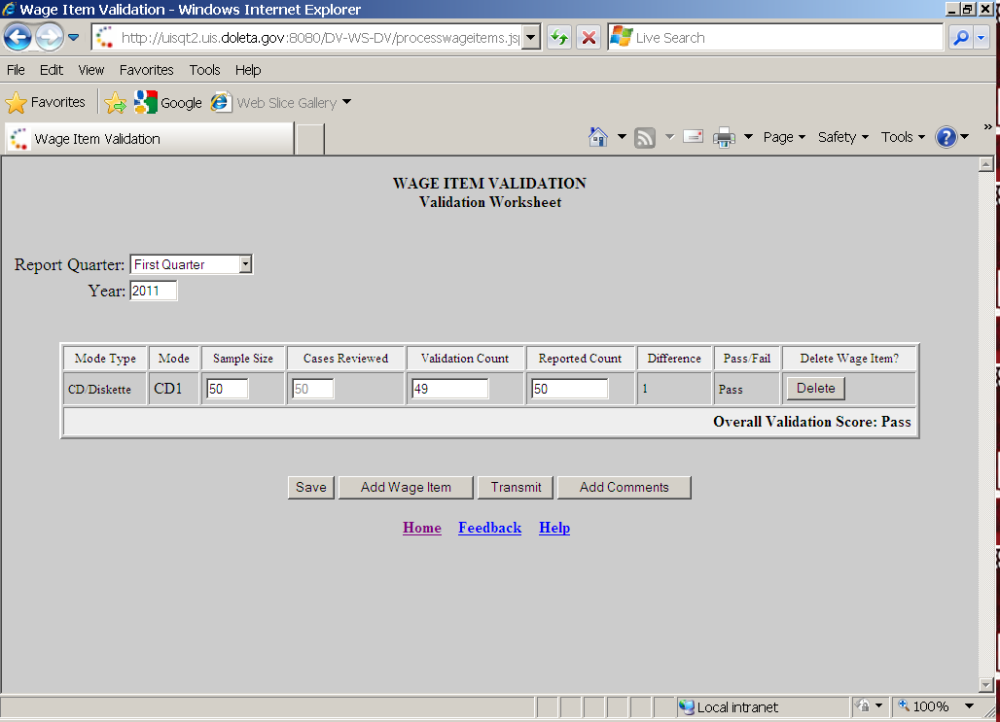 Wage Item Validation - Windows Internet Explorer
http://uisqt2.uis.doleta.gov:8080/DV-WS-DV/processwageitems.jsp
Live Search
File Edit View Favorites Tools Help
Favorites Google Web Slice Gallery
Wage Item Validation Page Safety Tools
WAGE ITEM VALIDATION
Validation Worksheet
Report Quarter: First Quarter
Year: 2011
Mode Type Mode Sample Size Cases Reviewed Validation Count Reported Count Difference Pass/Fail Delete Wage Item?
CD/Diskette CD1 50 50 49 50 1 Pass Delete
Overall Validation Score: Pass
Save Add Wage Item Transmit Add Comments
Home Feedback Help
Local intranet 100%